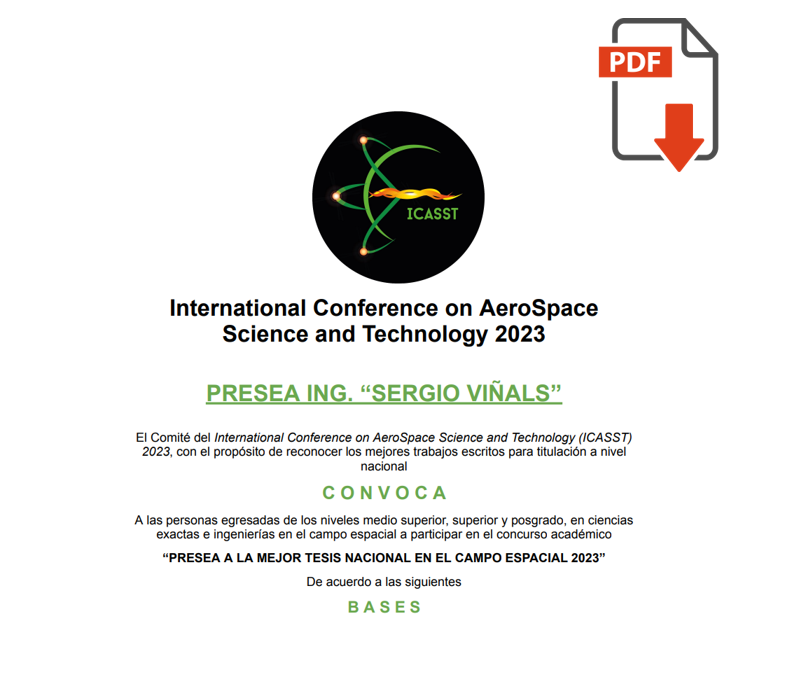 PDF
ICASST
International Conference on AeroSpace
Science and Technology 2023
PRESEA ING. “SERGIO VIÑALS”
El Comité del International Conference on AeroSpace Science and Technology (ICASST)
2023, con el propósito de reconocer los mejores trabajos escritos para titulación a nivel
nacional
C O N V O C A
A las personas egresadas de los niveles medio superior, superior y posgrado, en ciencias
exactas e ingenierías en el campo espacial a participar en el concurso académico
“PRESEA A LA MEJOR TESIS NACIONAL EN EL CAMPO ESPACIAL 2023”
De acuerdo a las siguientes
B A S E S